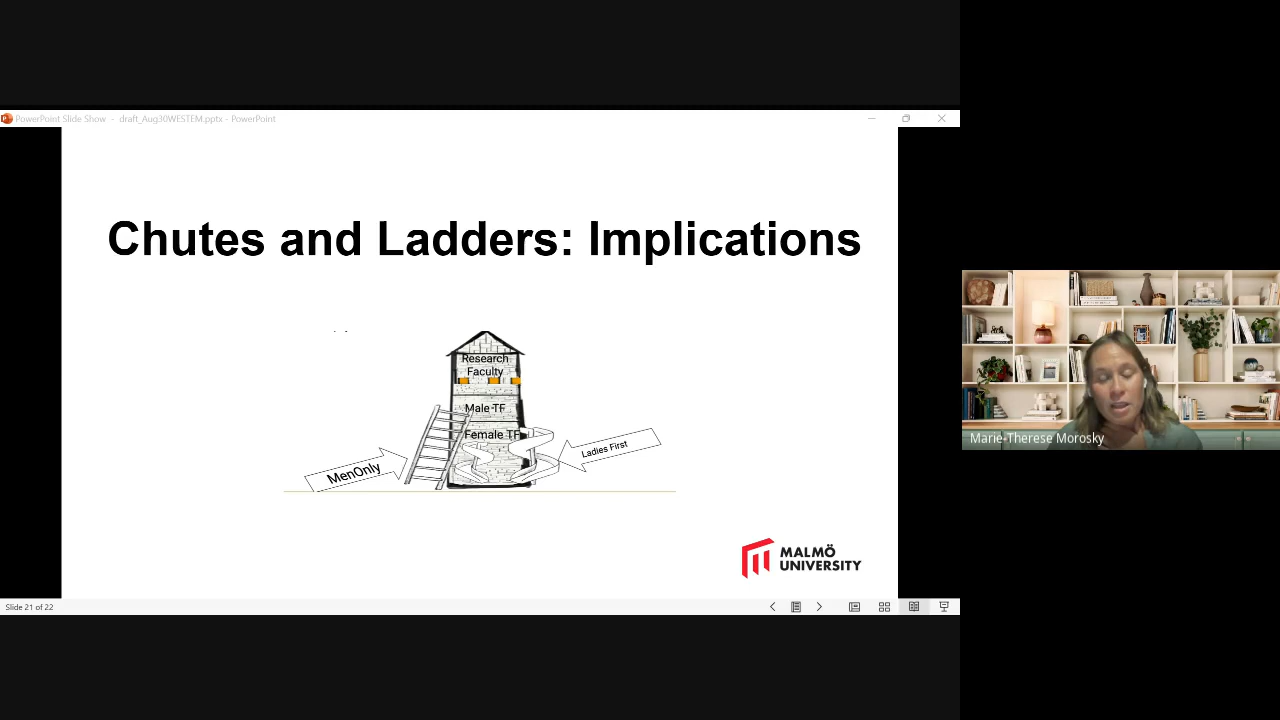 PowerPoint Slide Show - draft_Aug30WESTEM.pptx - PowerPoint
Chutes and Ladders: Implications
Research
Faculty
Male TF
Female TF
MenOnly
Ladies First
MALMÖ
UNIVERSITY
Marie-Therese Morosky
Slide 21 of 22